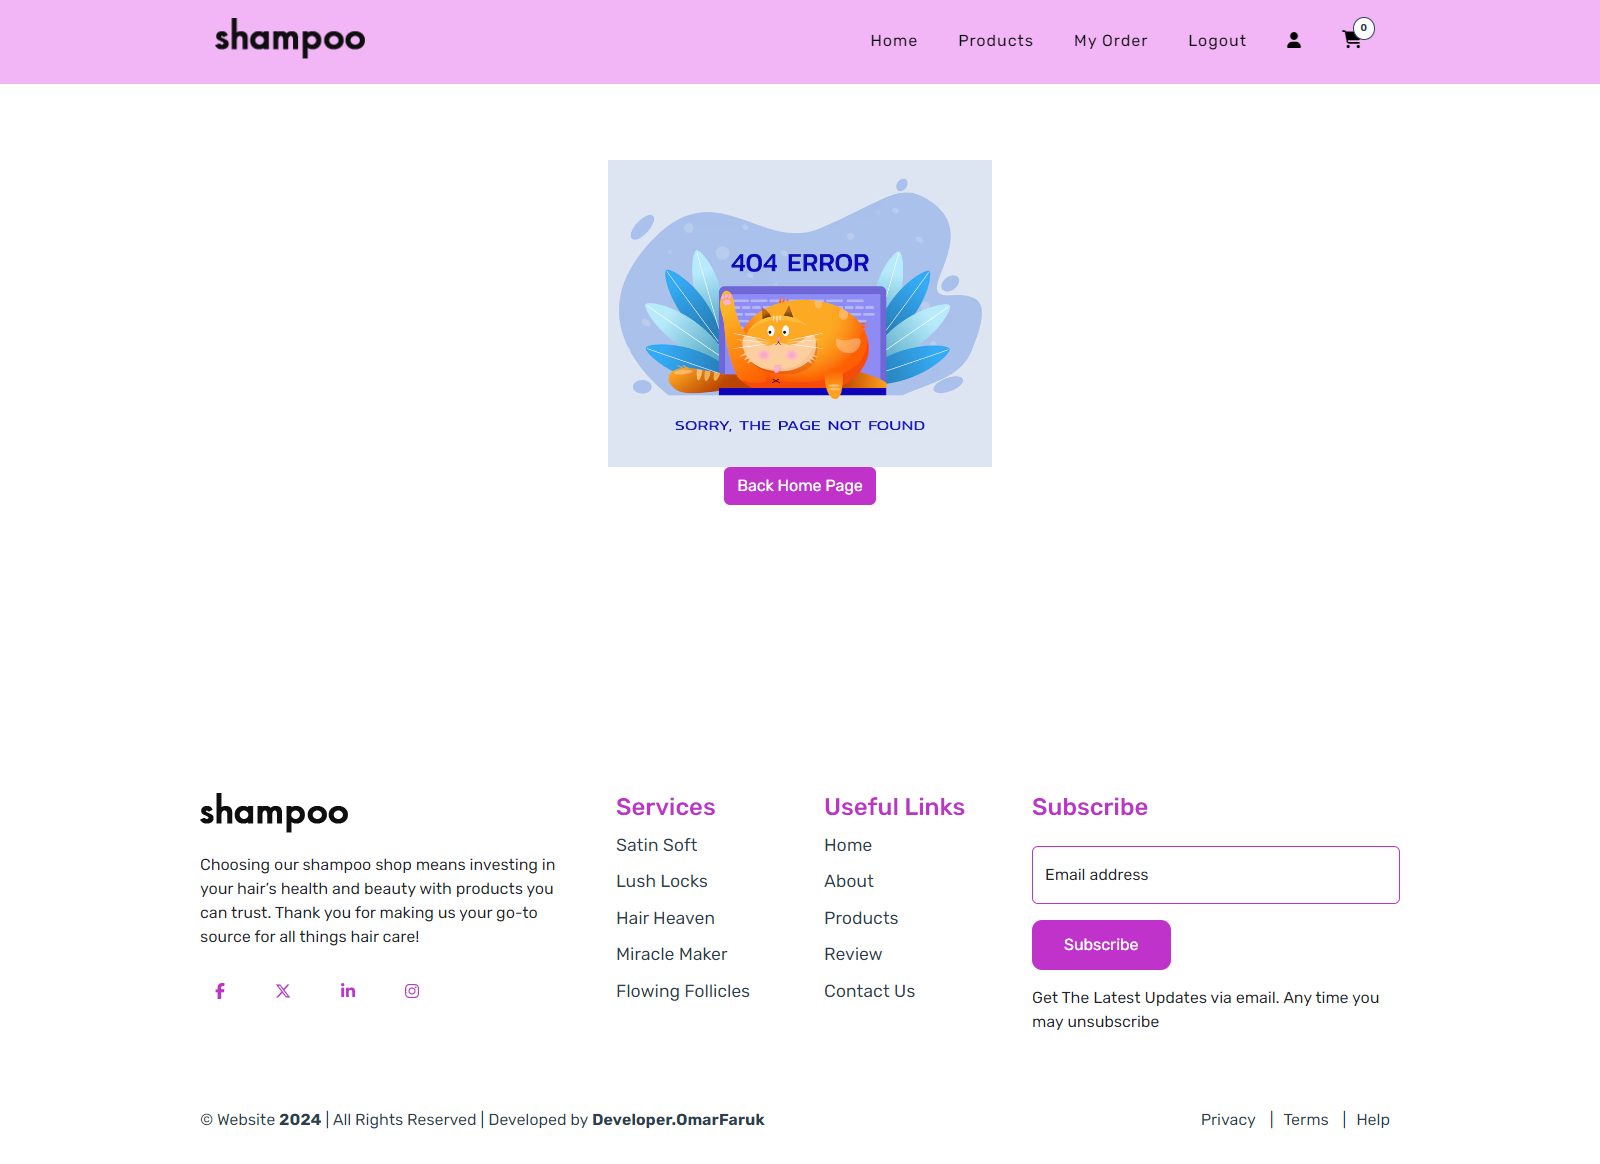 shampoo
Home Products My Order Logout 0
404 ERROR
SORRY, THE PAGE NOT FOUND
Back Home Page
shampoo
Choosing our shampoo shop means investing in
your hair’s health and beauty with products you
can trust. Thank you for making us your go-to
source for all things hair care!
Services
Satin Soft
Lush Locks
Hair Heaven
Miracle Maker
Flowing Follicles
Useful Links
Home
About
Products
Review
Contact Us
Subscribe
Email address
Subscribe
Get The Latest Updates via email. Any time you
may unsubscribe
© Website 2024 | All Rights Reserved | Developed by Developer.OmarFaruk
Privacy | Terms | Help